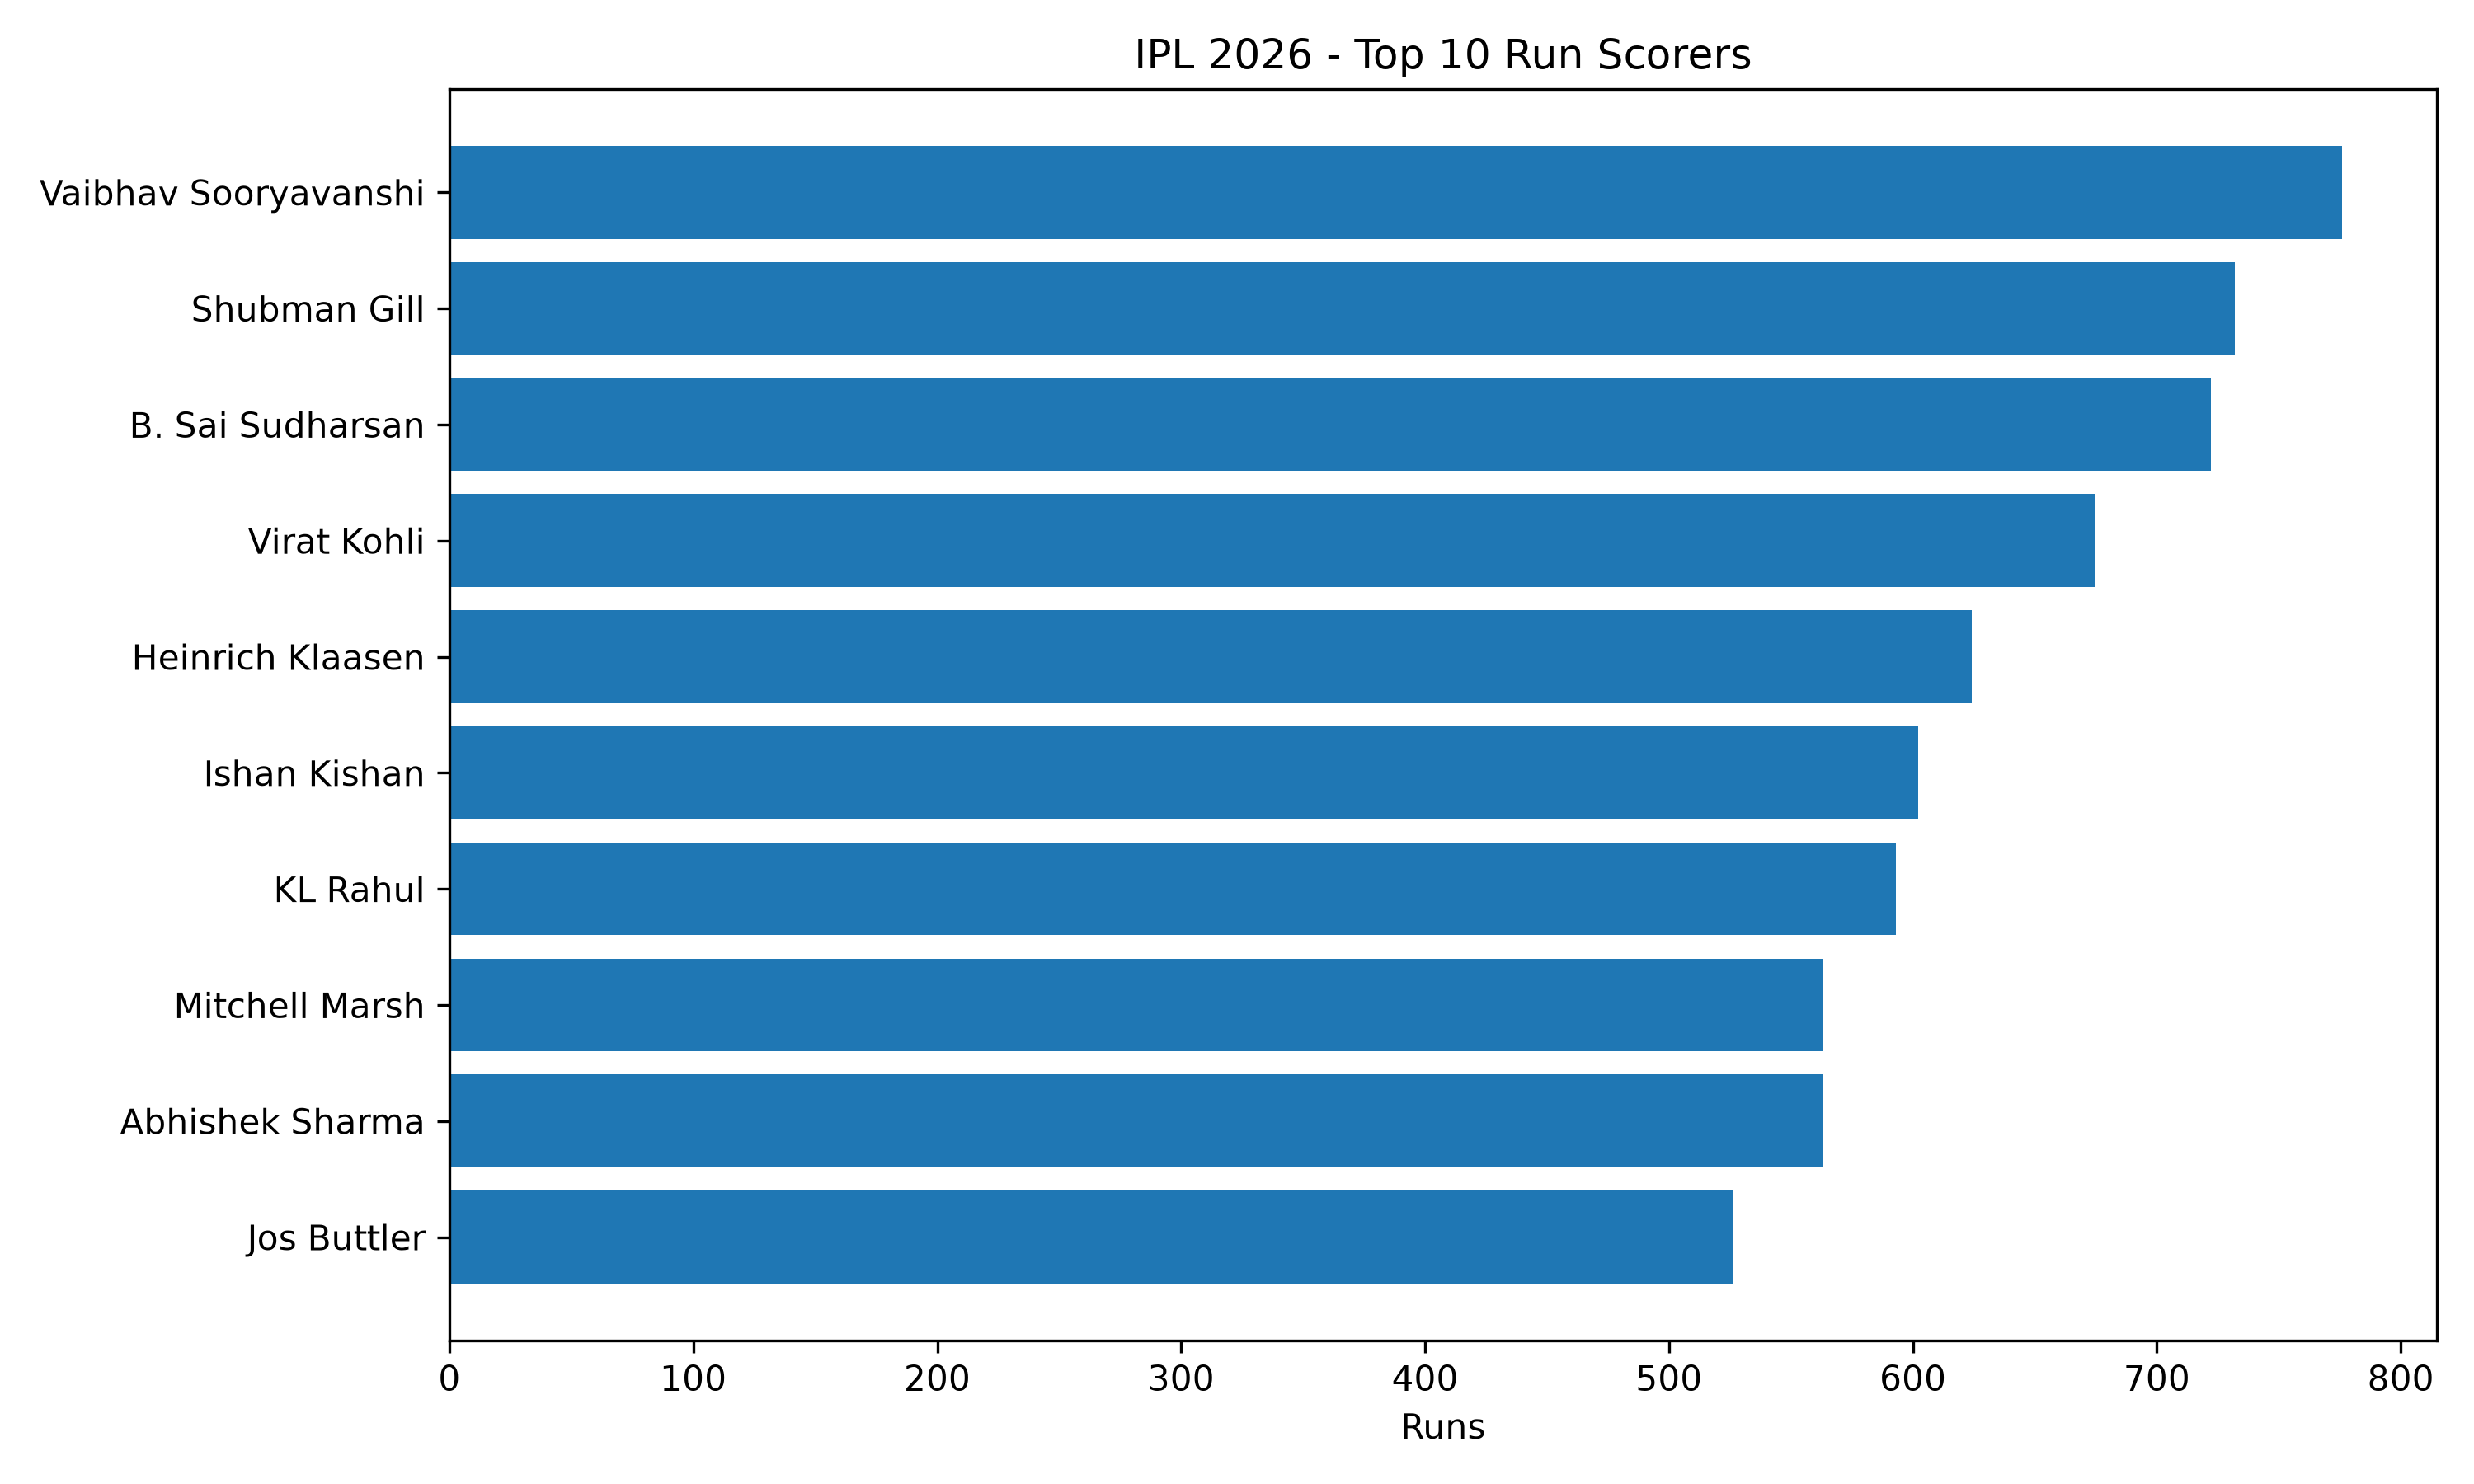 IPL 2026 - Top 10 Run Scorers
Vaibhav Sooryavanshi
Shubman Gill
B. Sai Sudharsan
Virat Kohli
Heinrich Klaasen
Ishan Kishan
KL Rahul
Mitchell Marsh
Abhishek Sharma
Jos Buttler
0 100 200 300 400 500 600 700 800
Runs